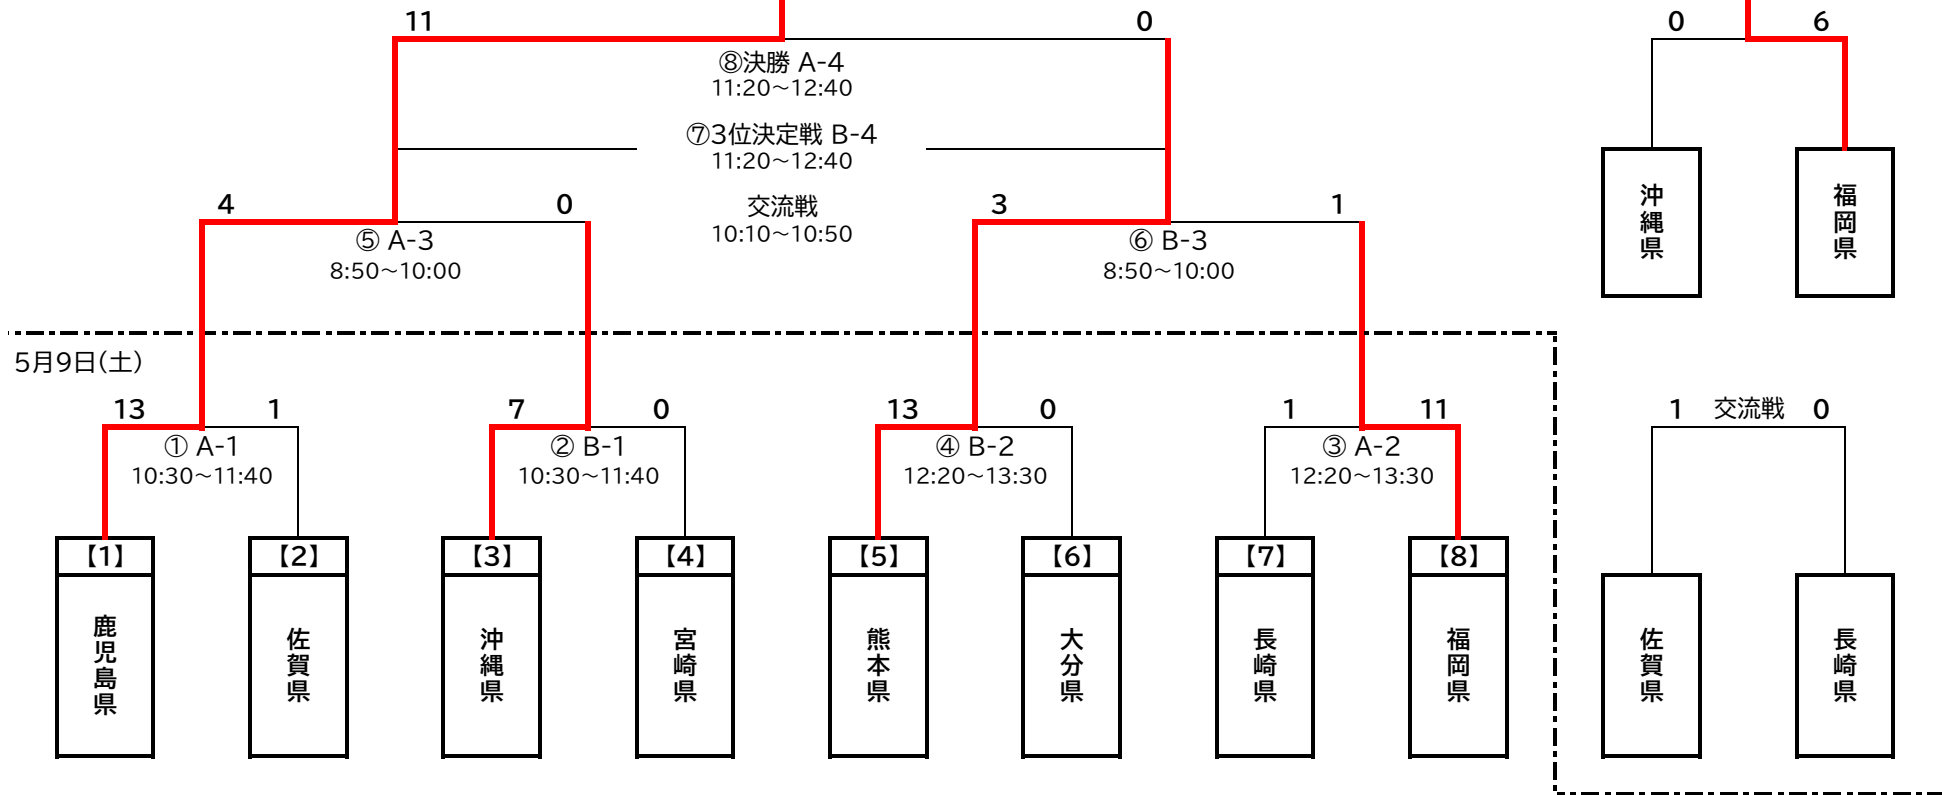 11
0
0
6
⑧決勝 A-4
11:20～12:40
⑦3位決定戦 B-4
11:20～12:40
沖縄県
福岡県
4
0
交流戦
10:10～10:50
3
1
⑤ A-3
8:50～10:00
⑥ B-3
8:50～10:00
5月9日(土)
13
1
7
0
13
0
1
11
1
交流戦
0
① A-1
10:30～11:40
② B-1
10:30～11:40
④ B-2
12:20～13:30
③ A-2
12:20～13:30
【1】
【2】
【3】
【4】
【5】
【6】
【7】
【8】
鹿児島県
佐賀県
沖縄県
宮崎県
熊本県
大分県
長崎県
福岡県
佐賀県
長崎県